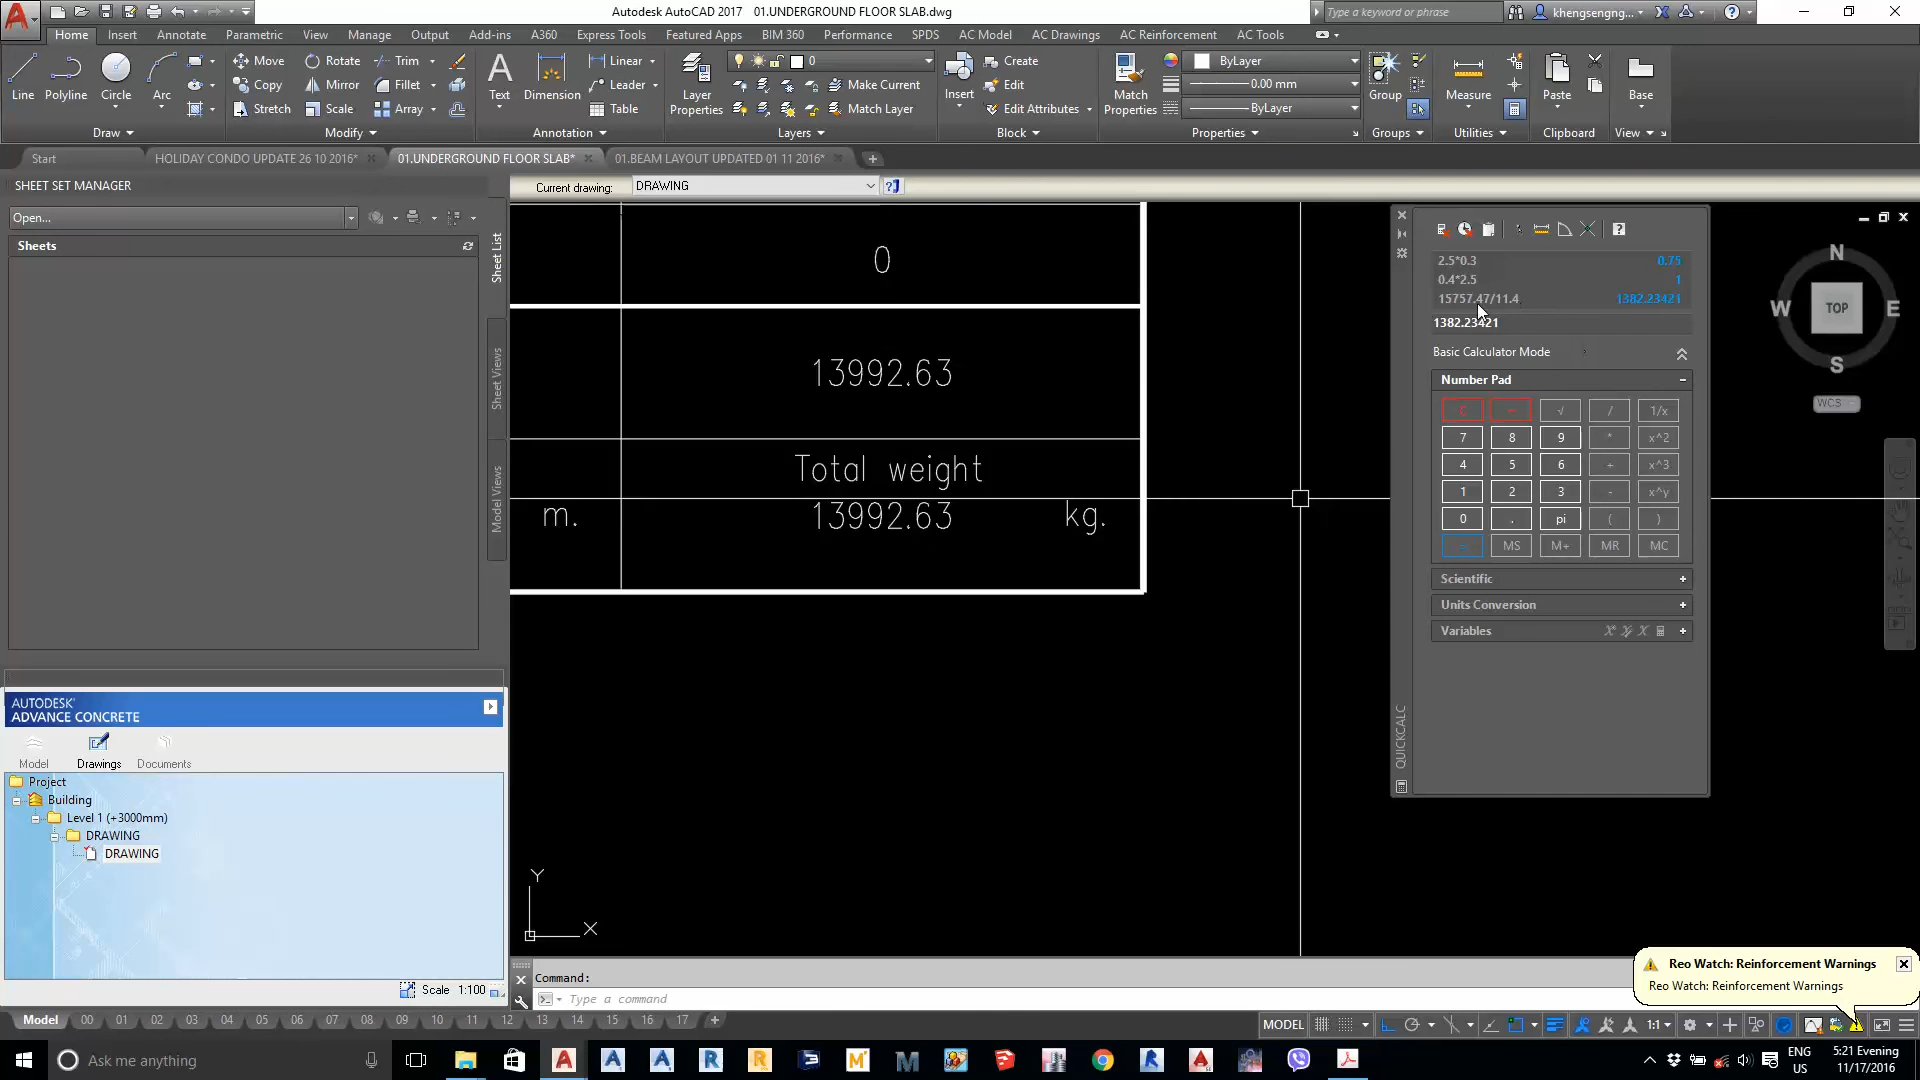 Autodesk AutoCAD 2017 01.UNDERGROUND FLOOR SLAB.dwg
Type a keyword or phrase
khengsengng...
Home Insert Annotate Parametric View Manage Output Add-ins A360 Express Tools Featured Apps BIM 360 Performance SPDS AC Model AC Drawings AC Reinforcement AC Tools
Line Polyline Circle Arc
Move Rotate Trim
Copy Mirror Fillet
Stretch Scale Array
Text Dimension
Linear
Leader
Table
Layer Properties
0
Make Current
Match Layer
Insert
Create
Edit
Edit Attributes
Match Properties
ByLayer
0.00 mm
ByLayer
Group
Measure
Paste
Base
Draw Modify Annotation Layers Block Properties Groups Utilities Clipboard View
Start HOLIDAY CONDO UPDATE 26 10 2016* 01.UNDERGROUND FLOOR SLAB* 01.BEAM LAYOUT UPDATED 01 11 2016*
SHEET SET MANAGER
Open...
Sheets
Sheet List
Sheet Views
Model Views
Current drawing: DRAWING
0
13992.63
Total weight
m. 13992.63 kg.
2.5*0.3 0.75
0.4*2.5 1
15757.47/11.4 1382.23421
1382.23421
Basic Calculator Mode
Number Pad
C √ / 1/x
7 8 9 * x^2
4 5 6 + x^3
1 2 3 - x^y
0 . pi ( )
= MS M+ MR MC
Scientific
Units Conversion
Variables
QUICKCALC
N
W TOP E
S
WCS
AUTODESK'
ADVANCE CONCRETE
Model Drawings Documents
Project
Building
Level 1 (+3000mm)
DRAWING
DRAWING
Scale 1:100
Y
X
Command:
Type a command
Reo Watch: Reinforcement Warnings
Reo Watch: Reinforcement Warnings
Model 00 01 02 03 04 05 06 07 08 09 10 11 12 13 14 15 16 17
MODEL 1:1
Ask me anything
ENG
US
5:21 Evening
11/17/2016